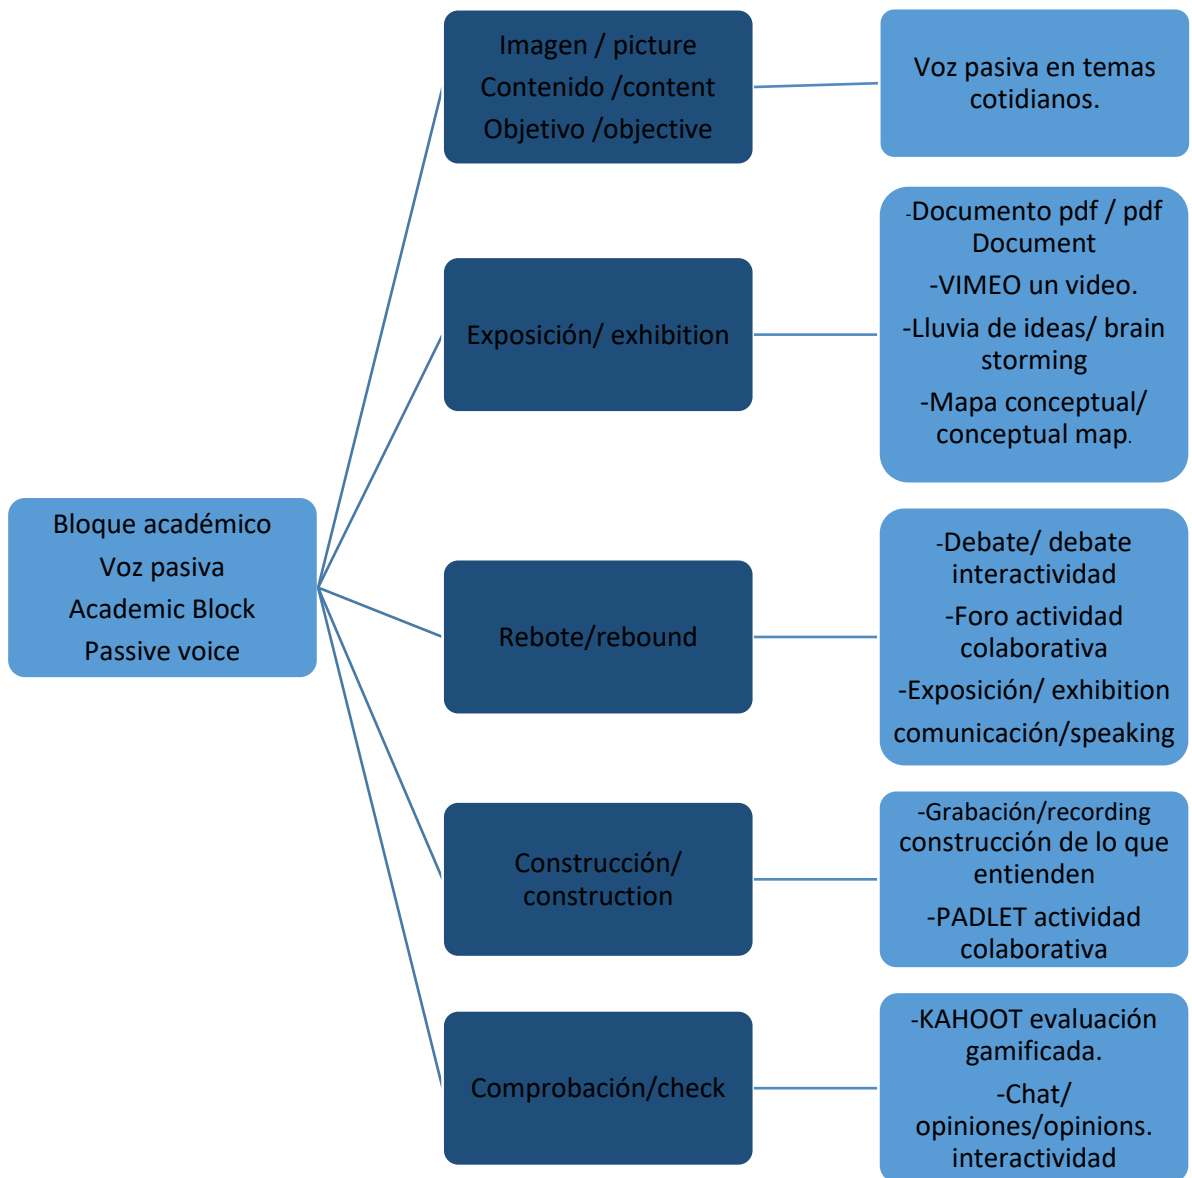 Bloque académico
Voz pasiva
Academic Block
Passive voice
Imagen / picture
Contenido /content
Objetivo /objective
Voz pasiva en temas
cotidianos.
Exposición/ exhibition
-Documento pdf / pdf
Document
-VIMEO un video.
-Lluvia de ideas/ brain
storming
-Mapa conceptual/
conceptual map.
Rebote/rebound
-Debate/ debate
interactividad
-Foro actividad
colaborativa
-Exposición/ exhibition
comunicación/speaking
Construcción/
construction
-Grabación/recording
construcción de lo que
entienden
-PADLET actividad
colaborativa
Comprobación/check
-KAHOOT evaluación
gamificada.
-Chat/
opiniones/opinions.
interactividad